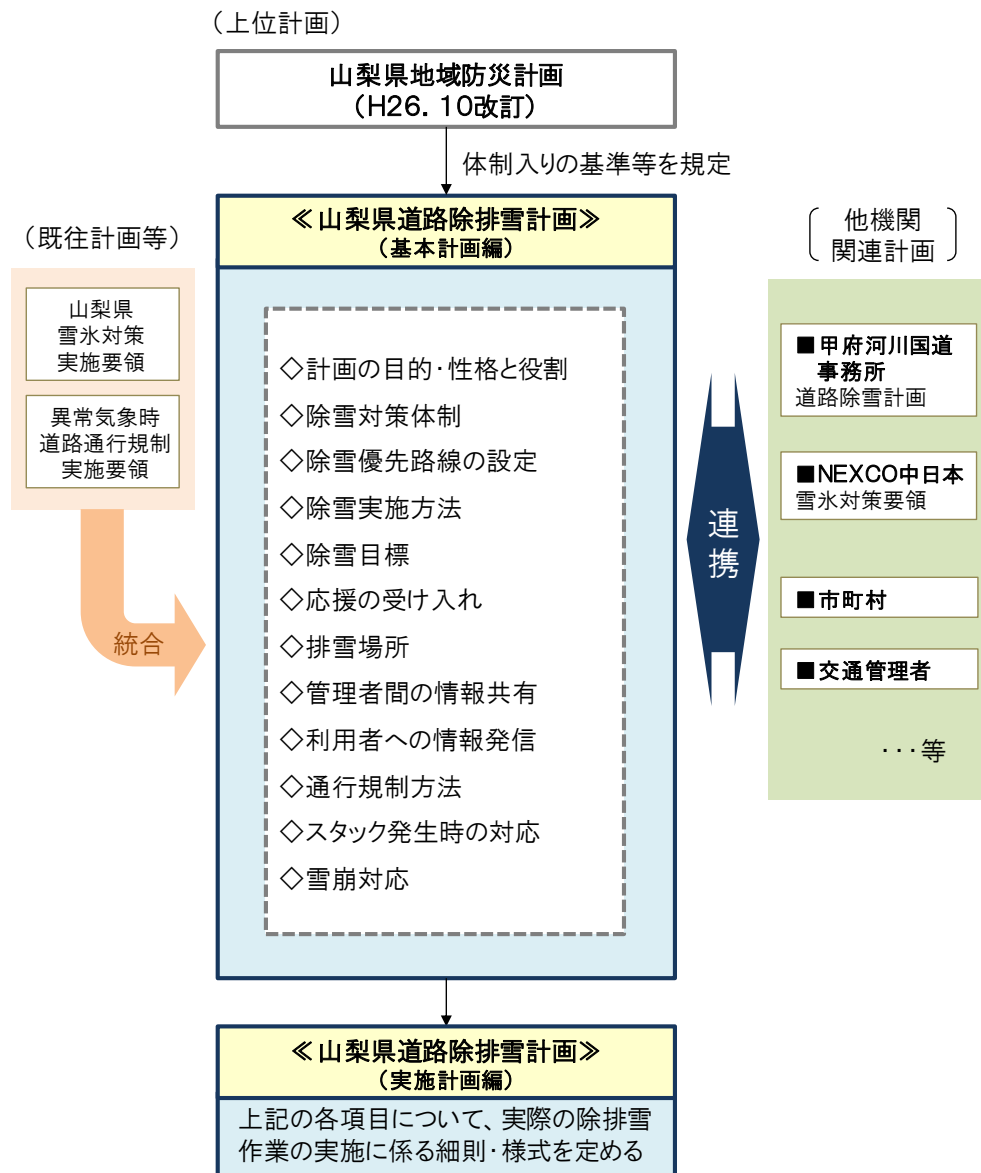 （上位計画）
山梨県地域防災計画
（H26．10改訂）
体制入りの基準等を規定
≪山梨県道路除排雪計画≫
（基本計画編）
（既往計画等）
山梨県
雪氷対策
実施要領
異常気象時
道路通行規制
実施要領
統合
◇計画の目的・性格と役割
◇除雪対策体制
◇除雪優先路線の設定
◇除雪実施方法
◇除雪目標
◇応援の受け入れ
◇排雪場所
◇管理者間の情報共有
◇利用者への情報発信
◇通行規制方法
◇スタック発生時の対応
◇雪崩対応
連携
他機関
関連計画
■甲府河川国道
事務所
道路除雪計画
■NEXCO中日本
雪氷対策要領
■市町村
■交通管理者
・・・等
≪山梨県道路除排雪計画≫
（実施計画編）
上記の各項目について、実際の除排雪
作業の実施に係る細則・様式を定める